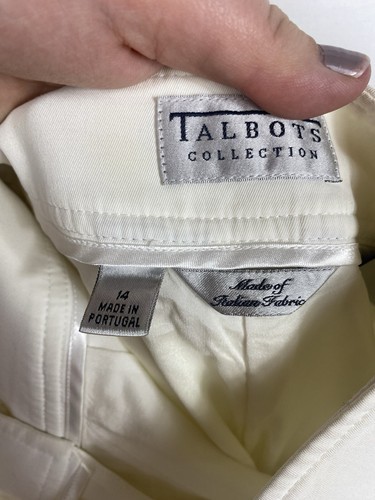 TALBOTS
COLLECTION
14
MADE IN
PORTUGAL
Made of
Italian Fabric